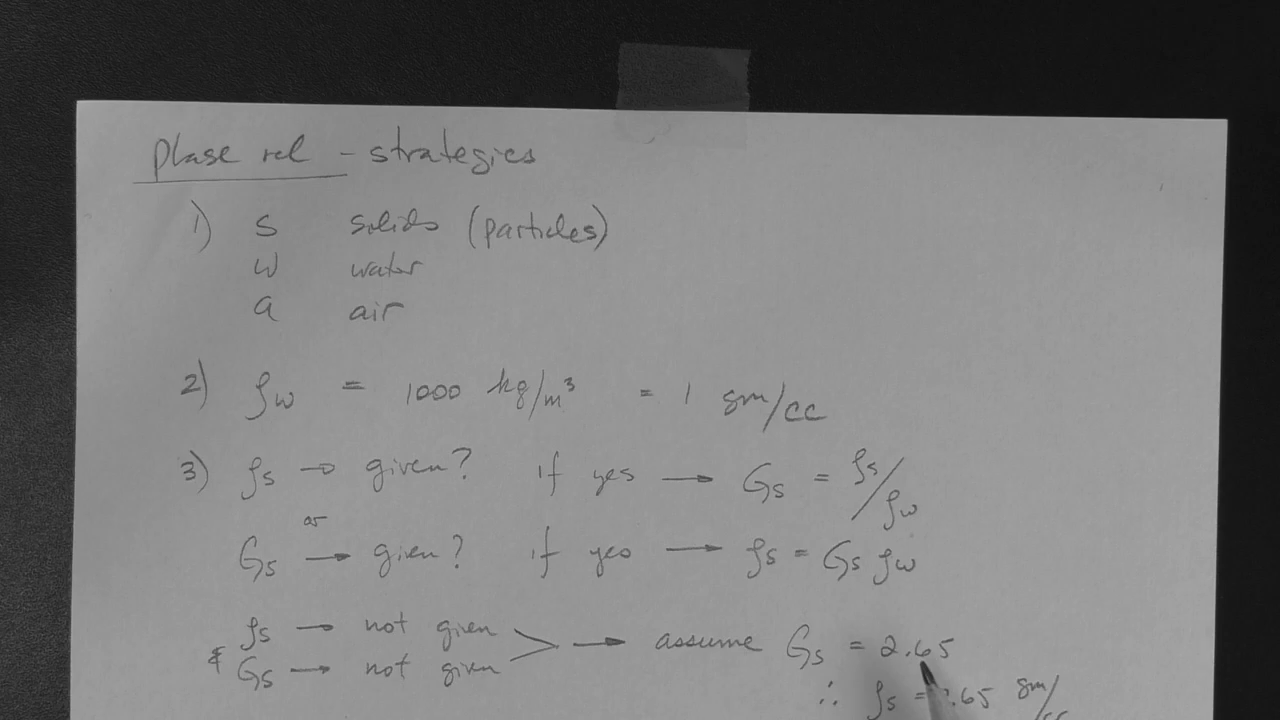 phase rel - strategies
1) s solids (particles)
w water
a air
2) ρw = 1000 kg/m³ = 1 gm/cc
3) ρs → given? if yes → Gs = ρs/ρw
or
Gs → given? if yes → ρs = Gs ρw
ρs → not given
& Gs → not given > → assume Gs = 2.65
∴ ρs = .65 gm/cc